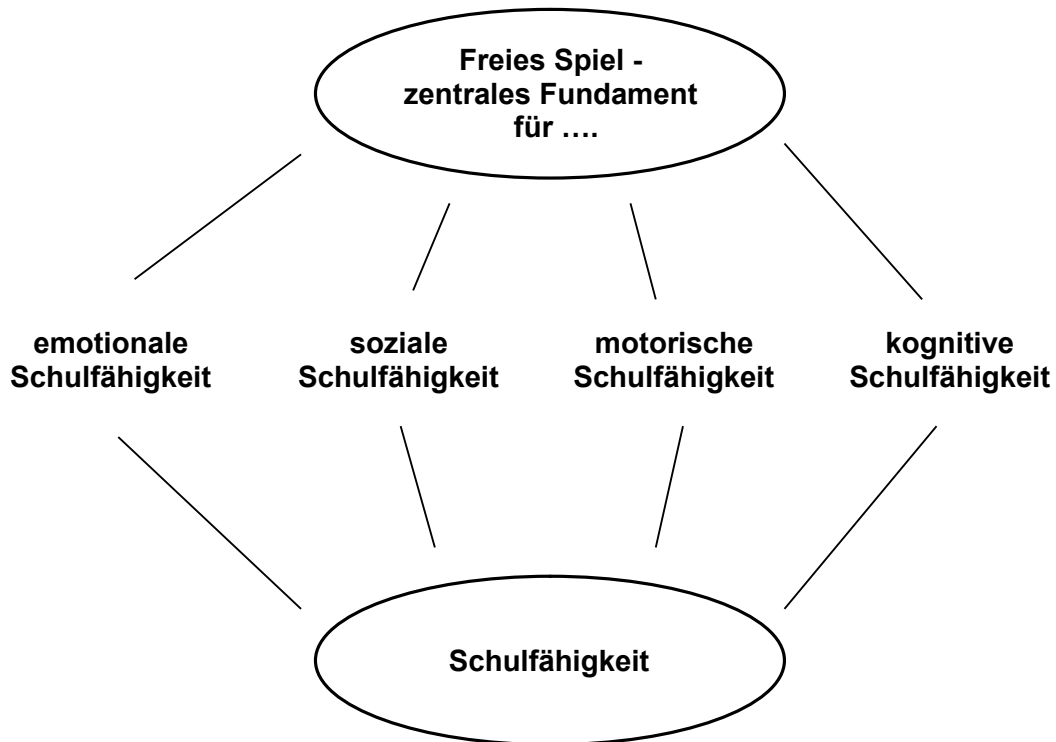 Freies Spiel -
zentrales Fundament
für ....
emotionale
Schulfähigkeit
soziale
Schulfähigkeit
motorische
Schulfähigkeit
kognitive
Schulfähigkeit
Schulfähigkeit